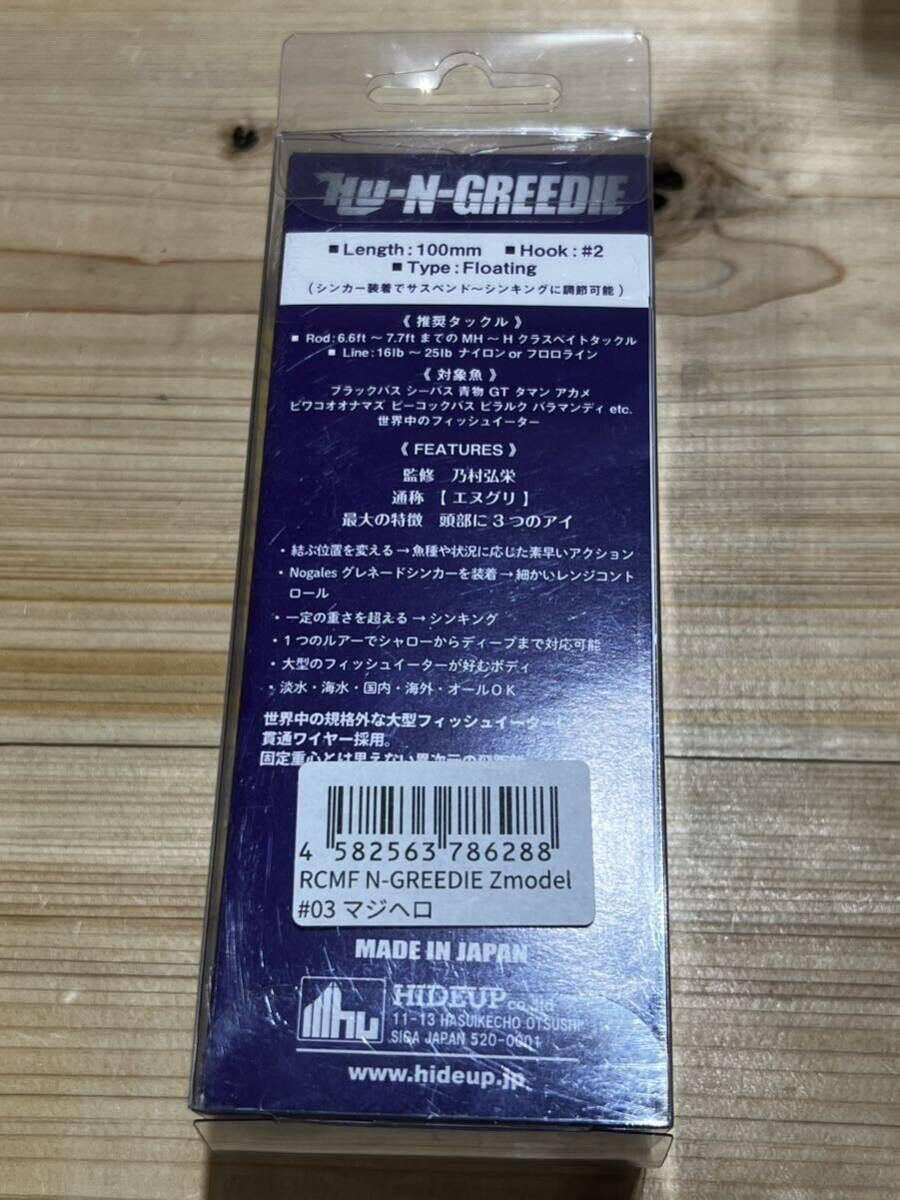 HU-N-GREEDIE
■ Length : 100mm ■ Hook : #2
■ Type : Floating
(シンカー装着でサスペンド～シンキングに調節可能)
《 推奨タックル 》
■ Rod : 6.6ft ～ 7.7ft までの MH ～ H クラスベイトタックル
■ Line : 16lb ～ 25lb ナイロン or フロロライン
《 対象魚 》
ブラックバス シーバス 青物 GT タマン アカメ
ビワコオオナマズ ピーコックバス ピラルク バラマンディ etc.
世界中のフィッシュイーター
《 FEATURES 》
監修 乃村弘栄
通称 【 エヌグリ 】
最大の特徴 頭部に 3 つのアイ
・結ぶ位置を変える → 魚種や状況に応じた素早いアクション
・Nogales グレネードシンカーを装着 → 細かいレンジコント
ロール
・一定の重さを超える → シンキング
・1 つのルアーでシャローからディープまで対応可能
・大型のフィッシュイーターが好むボディ
・淡水・海水・国内・海外・オールOK
世界中の規格外な大型フィッシュイーター
貫通ワイヤー採用。
固定重心とは思えない異次元の
4 582563 786288
RCMF N-GREEDIE Zmodel
#03 マジヘロ
MADE IN JAPAN
hu HIDEUP co.,ltd
11-13 HASUIKECHO OTSUSHI
SIGA JAPAN 520-0001
www.hideup.jp